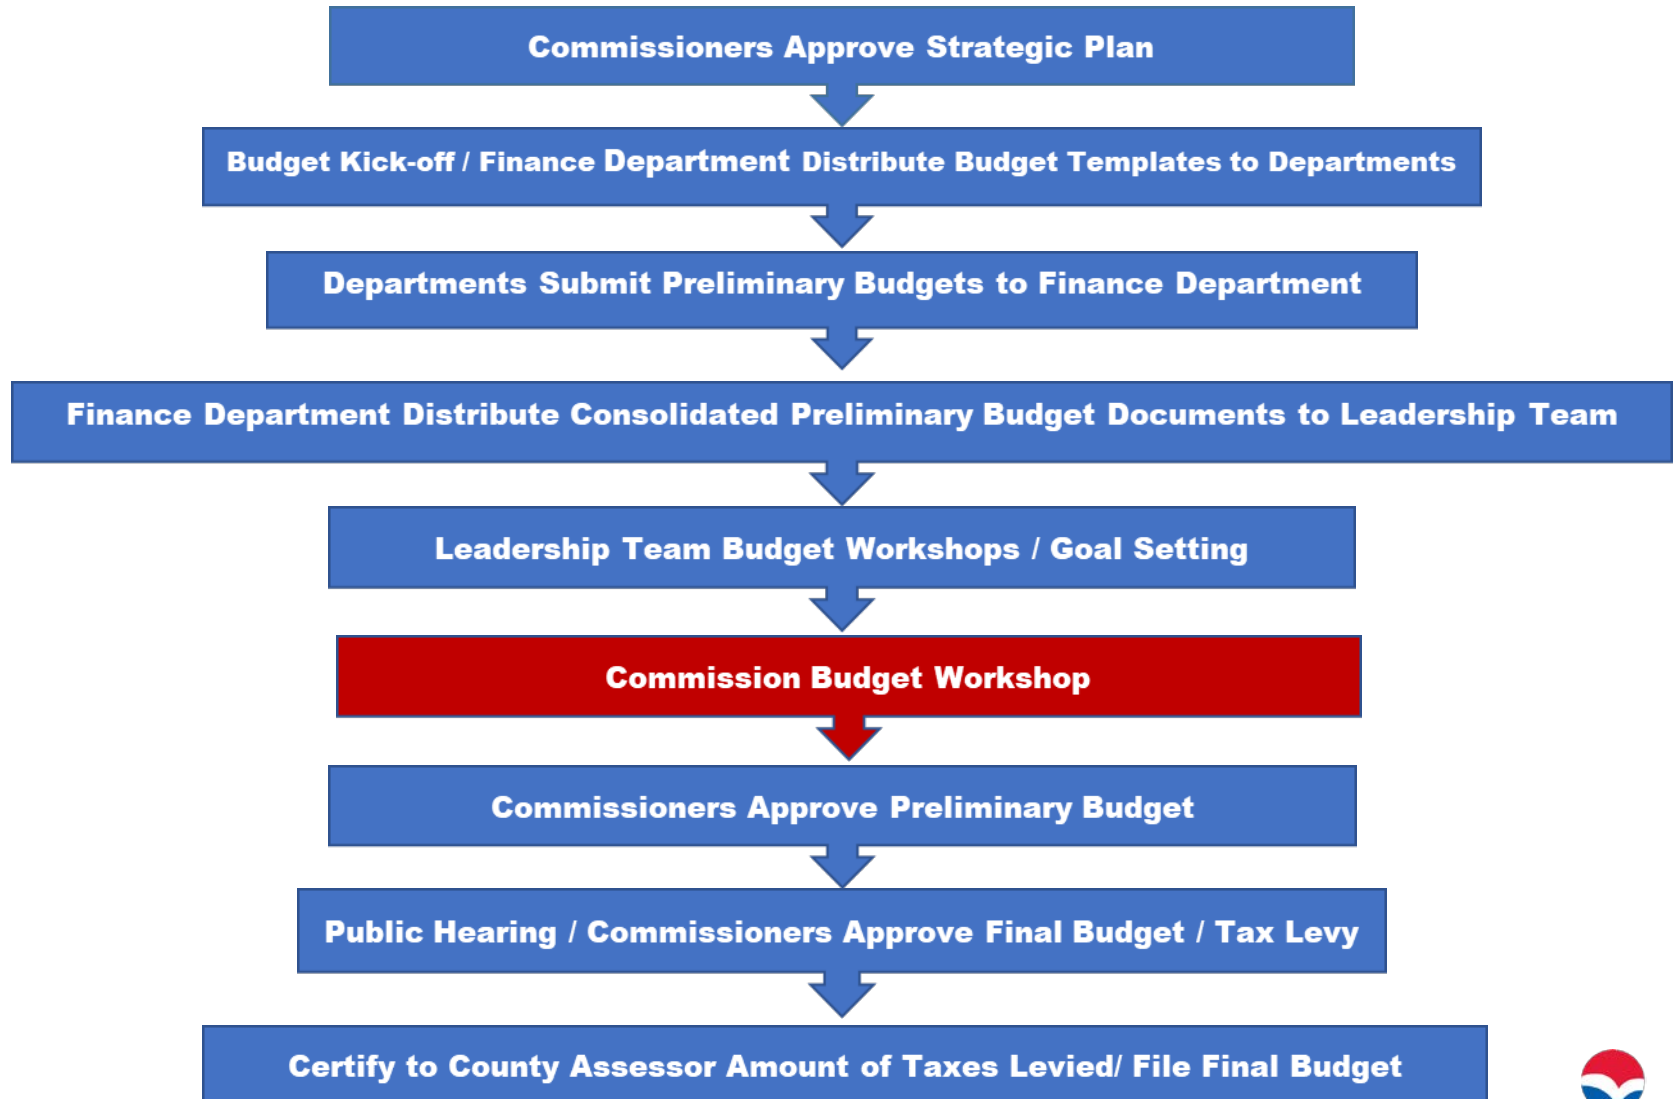 Commissioners Approve Strategic Plan
Budget Kick-off / Finance Department Distribute Budget Templates to Departments
Departments Submit Preliminary Budgets to Finance Department
Finance Department Distribute Consolidated Preliminary Budget Documents to Leadership Team
Leadership Team Budget Workshops / Goal Setting
Commission Budget Workshop
Commissioners Approve Preliminary Budget
Public Hearing / Commissioners Approve Final Budget / Tax Levy
Certify to County Assessor Amount of Taxes Levied/ File Final Budget